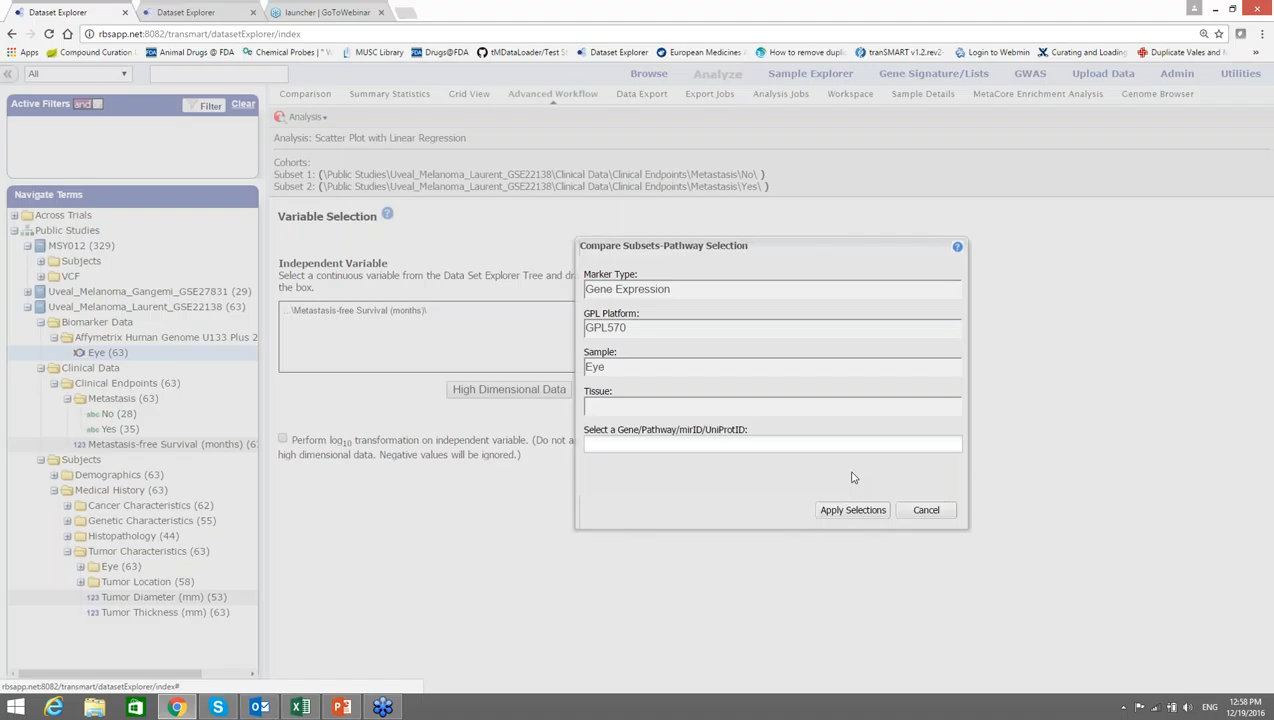 Dataset Explorer
Dataset Explorer
launcher | GoToWebinar
rbsapp.net:8082/transmart/datasetExplorer/index
Apps
FDA Animal Drugs @ FDA
Compound Curation
Chemical Probes | "
MUSC Library
Drugs@FDA
tMDataLoader/Test S
Dataset Explorer
European Medicines
How to remove duplic
tranSMART v1.2.rev2-
Login to Webmin
Curating and Loading
Duplicate Vales and
All
Browse
Analyze
Sample Explorer
Gene Signature/Lists
GWAS
Upload Data
Admin
Utilities
Active Filters
and
Filter
Clear
Comparison
Summary Statistics
Grid View
Advanced Workflow
Data Export
Export Jobs
Analysis Jobs
Workspace
Sample Details
MetaCore Enrichment Analysis
Genome Browser
Analysis
Analysis: Scatter Plot with Linear Regression
Cohorts:
Subset 1: (\Public Studies\Uveal_Melanoma_Laurent_GSE22138\Clinical Data\Clinical Endpoints\Metastasis\No\ )
Subset 2: (\Public Studies\Uveal_Melanoma_Laurent_GSE22138\Clinical Data\Clinical Endpoints\Metastasis\Yes\ )
Navigate Terms
Across Trials
Public Studies
MSY012 (329)
Subjects
VCF
Uveal_Melanoma_Gangemi_GSE27831 (29)
Uveal_Melanoma_Laurent_GSE22138 (63)
Biomarker Data
Affymetrix Human Genome U133 Plus 2
Eye (63)
Clinical Data
Clinical Endpoints (63)
Metastasis (63)
abc No (28)
abc Yes (35)
123 Metastasis-free Survival (months) (63)
Subjects
Demographics (63)
Medical History (63)
Cancer Characteristics (62)
Genetic Characteristics (55)
Histopathology (44)
Tumor Characteristics (63)
Eye (63)
Tumor Location (58)
123 Tumor Diameter (mm) (53)
123 Tumor Thickness (mm) (63)
Variable Selection
Independent Variable
Select a continuous variable from the Data Set Explorer Tree and
the box.
...\Metastasis-free Survival (months)\
High Dimensional Data
Perform log10 transformation on independent variable. (Do not a
high dimensional data. Negative values will be ignored.)
Compare Subsets-Pathway Selection
Marker Type:
Gene Expression
GPL Platform:
GPL570
Sample:
Eye
Tissue:
Select a Gene/Pathway/mirID/UniProtID:
Apply Selections
Cancel
rbsapp.net:8082/transmart/datasetExplorer/index#
ENG
12:58 PM
12/19/2016